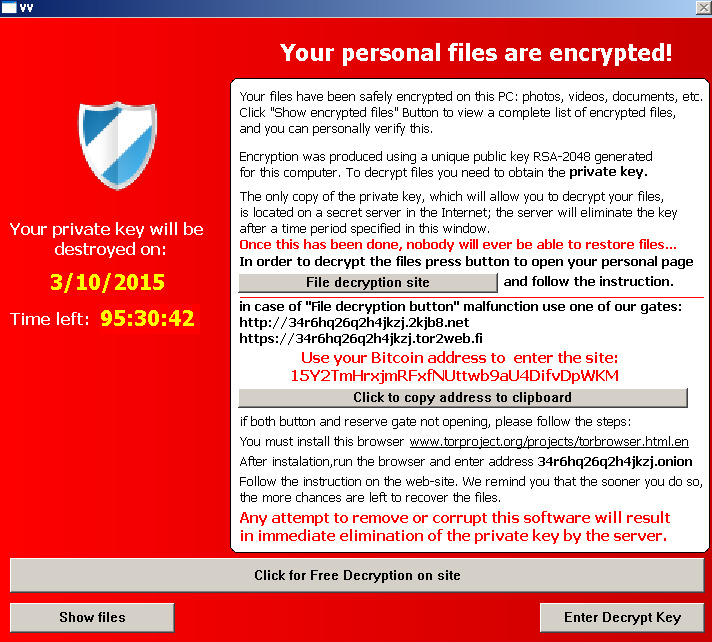 vv
Your personal files are encrypted!
Your files have been safely encrypted on this PC: photos, videos, documents, etc.
Click "Show encrypted files" Button to view a complete list of encrypted files,
and you can personally verify this.
Encryption was produced using a unique public key RSA-2048 generated
for this computer. To decrypt files you need to obtain the private key.
The only copy of the private key, which will allow you to decrypt your files,
is located on a secret server in the Internet; the server will eliminate the key
after a time period specified in this window.
Once this has been done, nobody will ever be able to restore files...
In order to decrypt the files press button to open your personal page
File decryption site and follow the instruction.
in case of "File decryption button" malfunction use one of our gates:
http://34r6hq26q2h4jkzj.2kjb8.net
https://34r6hq26q2h4jkzj.tor2web.fi
Use your Bitcoin address to enter the site:
15Y2TmHrxjmRFxfNUttwb9aU4DifvDpWKM
Click to copy address to clipboard
if both button and reserve gate not opening, please follow the steps:
You must install this browser www.torproject.org/projects/torbrowser.html.en
After instalation,run the browser and enter address 34r6hq26q2h4jkzj.onion
Follow the instruction on the web-site. We remind you that the sooner you do so,
the more chances are left to recover the files.
Any attempt to remove or corrupt this software will result
in immediate elimination of the private key by the server.
Your private key will be
destroyed on:
3/10/2015
Time left: 95:30:42
Click for Free Decryption on site
Show files
Enter Decrypt Key